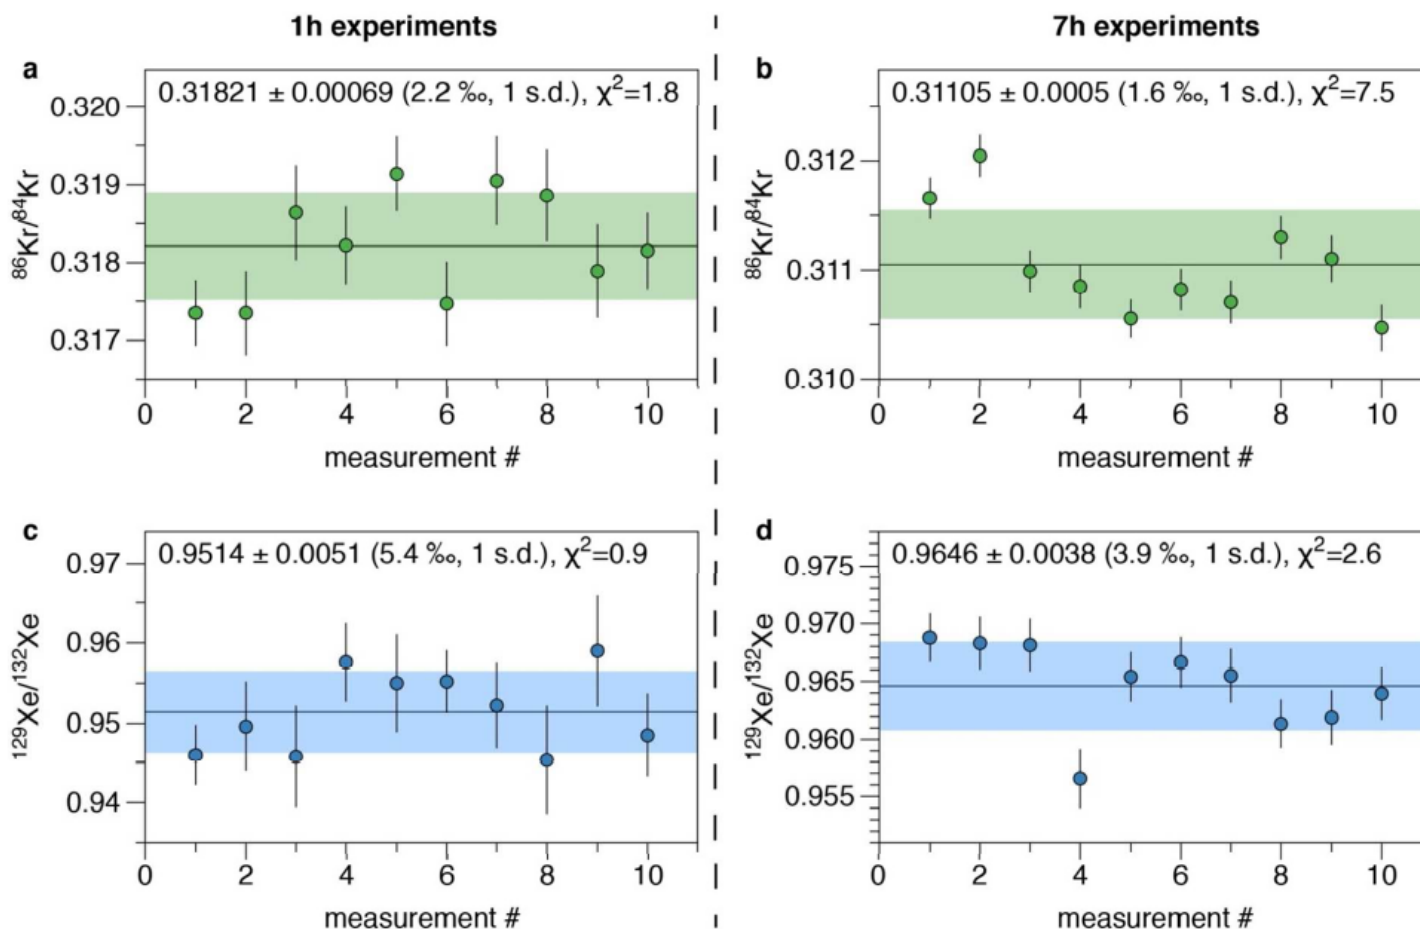 1h experiments
7h experiments
a
0.31821 ± 0.00069 (2.2 ‰, 1 s.d.), χ²=1.8
0.320
0.319
0.318
0.317
⁸⁶Kr/⁸⁴Kr
0 2 4 6 8 10
measurement #
b
0.31105 ± 0.0005 (1.6 ‰, 1 s.d.), χ²=7.5
0.312
0.311
0.310
⁸⁶Kr/⁸⁴Kr
0 2 4 6 8 10
measurement #
c
0.9514 ± 0.0051 (5.4 ‰, 1 s.d.), χ²=0.9
0.97
0.96
0.95
0.94
¹²⁹Xe/¹³²Xe
0 2 4 6 8 10
measurement #
d
0.9646 ± 0.0038 (3.9 ‰, 1 s.d.), χ²=2.6
0.975
0.970
0.965
0.960
0.955
¹²⁹Xe/¹³²Xe
0 2 4 6 8 10
measurement #